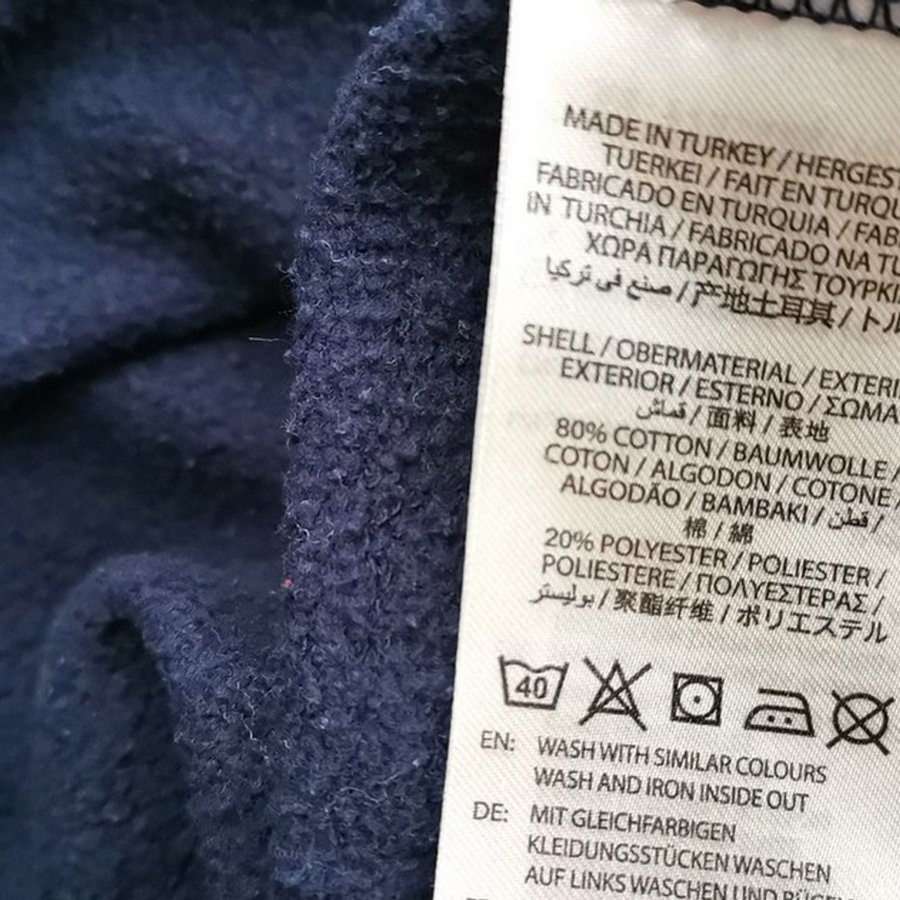 MADE IN TURKEY / HERGEST
TUERKEI / FAIT EN TURQU
FABRICADO EN TURQUIA / FAB
IN TURCHIA / FABRICADO NA TU
ΧΩΡΑ ΠΑΡΑΓΩΓΗΣ ΤΟΥΡΚΙ
صنع في تركيا / 产地土耳其 / トル
SHELL / OBERMATERIAL / EXTERI
EXTERIOR / ESTERNO / ΣΩΜΑ
قماش / 面料 / 表地
80% COTTON / BAUMWOLLE /
COTON / ALGODON / COTONE /
ALGODÃO / BAMBAKI / قطن /
棉 / 綿
20% POLYESTER / POLIESTER /
POLIESTERE / ΠΟΛΥΕΣΤΕΡΑΣ /
بوليستر / 聚酯纤维 / ポリエステル
40
EN: WASH WITH SIMILAR COLOURS
WASH AND IRON INSIDE OUT
DE: MIT GLEICHFARBIGEN
KLEIDUNGSSTÜCKEN WASCHEN
AUF LINKS WASCHEN UND BÜGE